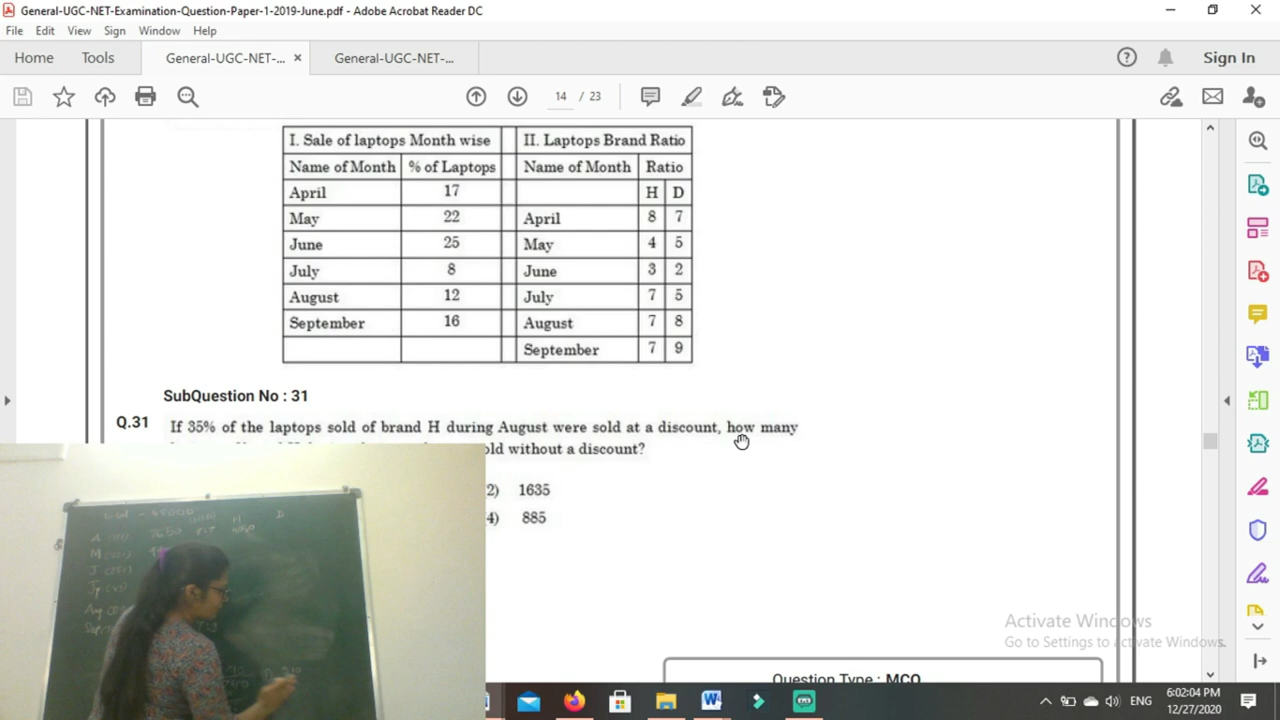 General-UGC-NET-Examination-Question-Paper-1-2019-June.pdf - Adobe Acrobat Reader DC
File Edit View Sign Window Help
Home Tools General-UGC-NET-... × General-UGC-NET-... Sign In
14 / 23
I. Sale of laptops Month wise II. Laptops Brand Ratio
Name of Month % of Laptops Name of Month Ratio
April 17 H D
May 22 April 8 7
June 25 May 4 5
July 8 June 3 2
August 12 July 7 5
September 16 August 7 8
September 7 9
SubQuestion No : 31
Q.31 If 35% of the laptops sold of brand H during August were sold at a discount, how many
old without a discount?
2) 1635
4) 885
Total - 45000
H D
A 7650 8:7
M
J
Activate Windows
Go to Settings to activate Windows.
Question Type : MCQ
ENG
6:02:04 PM
12/27/2020